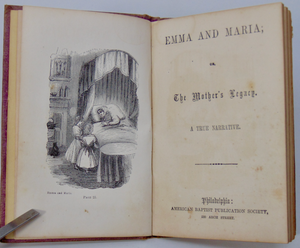 EMMA AND MARIA;
OR,
The Mother's Legacy.
A TRUE NARRATIVE.
Philadelphia:
AMERICAN BAPTIST PUBLICATION SOCIETY,